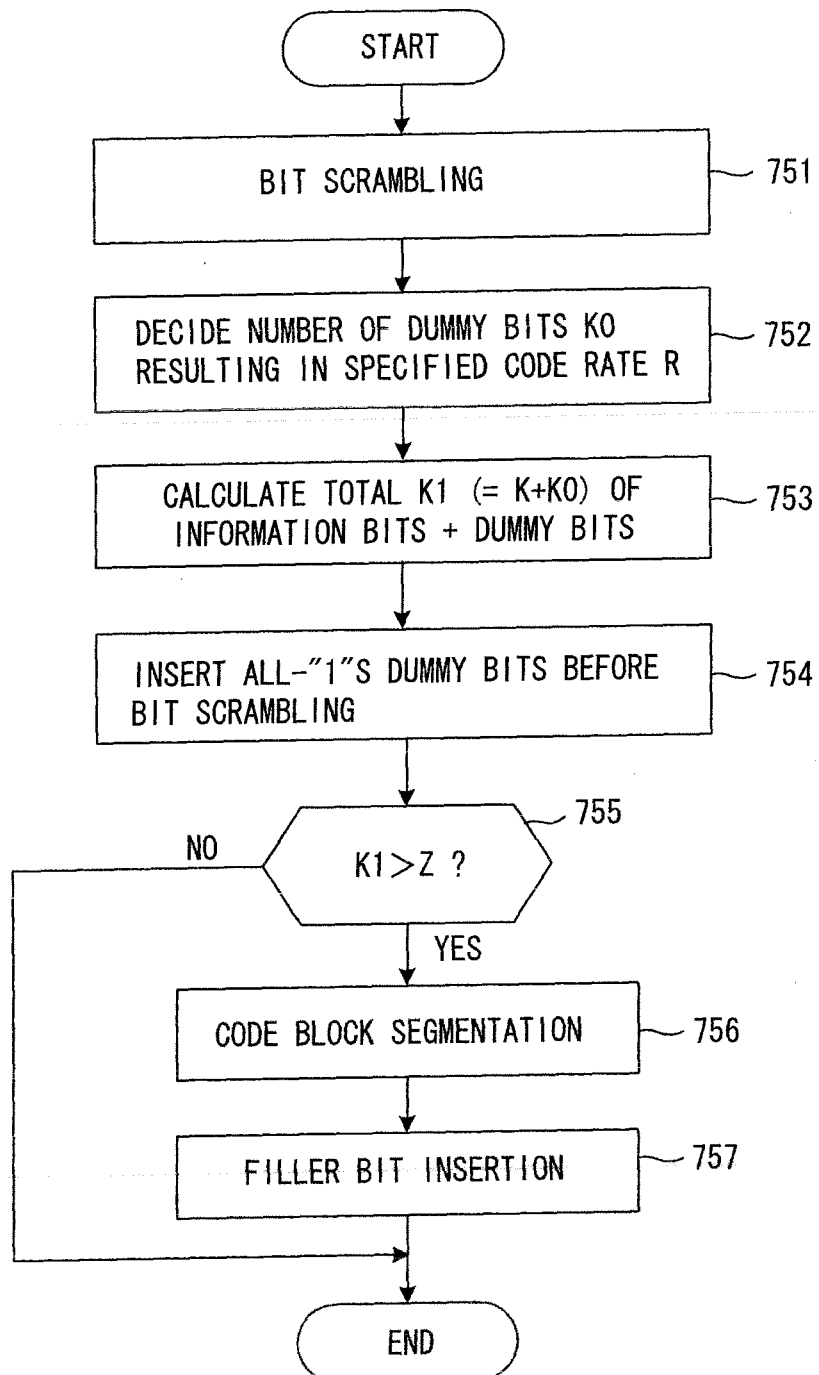 START
BIT SCRAMBLING
751
DECIDE NUMBER OF DUMMY BITS K0
RESULTING IN SPECIFIED CODE RATE R
752
CALCULATE TOTAL K1 (= K+K0) OF
INFORMATION BITS + DUMMY BITS
753
INSERT ALL-"1"S DUMMY BITS BEFORE
BIT SCRAMBLING
754
755
NO
K1>Z ?
YES
CODE BLOCK SEGMENTATION
756
FILLER BIT INSERTION
757
END